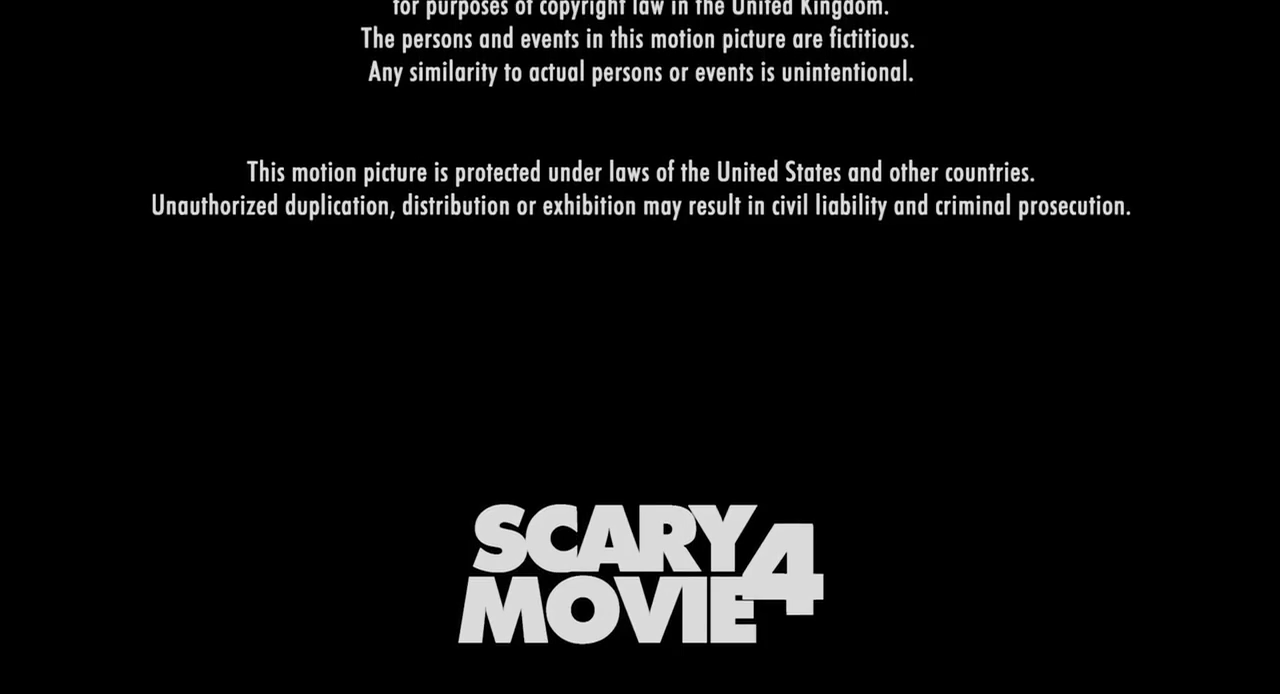 for purposes of copyright law in the United Kingdom.
The persons and events in this motion picture are fictitious.
Any similarity to actual persons or events is unintentional.
This motion picture is protected under laws of the United States and other countries.
Unauthorized duplication, distribution or exhibition may result in civil liability and criminal prosecution.
SCARY
MOVIE 4